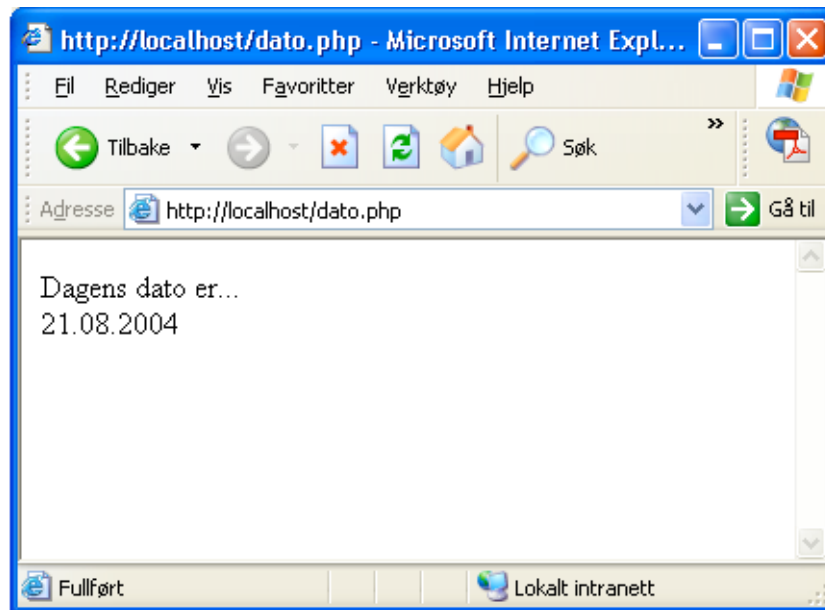 http://localhost/dato.php - Microsoft Internet Expl...
Fil Rediger Vis Favoritter Verktøy Hjelp
Tilbake Søk »
Adresse http://localhost/dato.php Gå til
Dagens dato er...
21.08.2004
Fullført Lokalt intranett